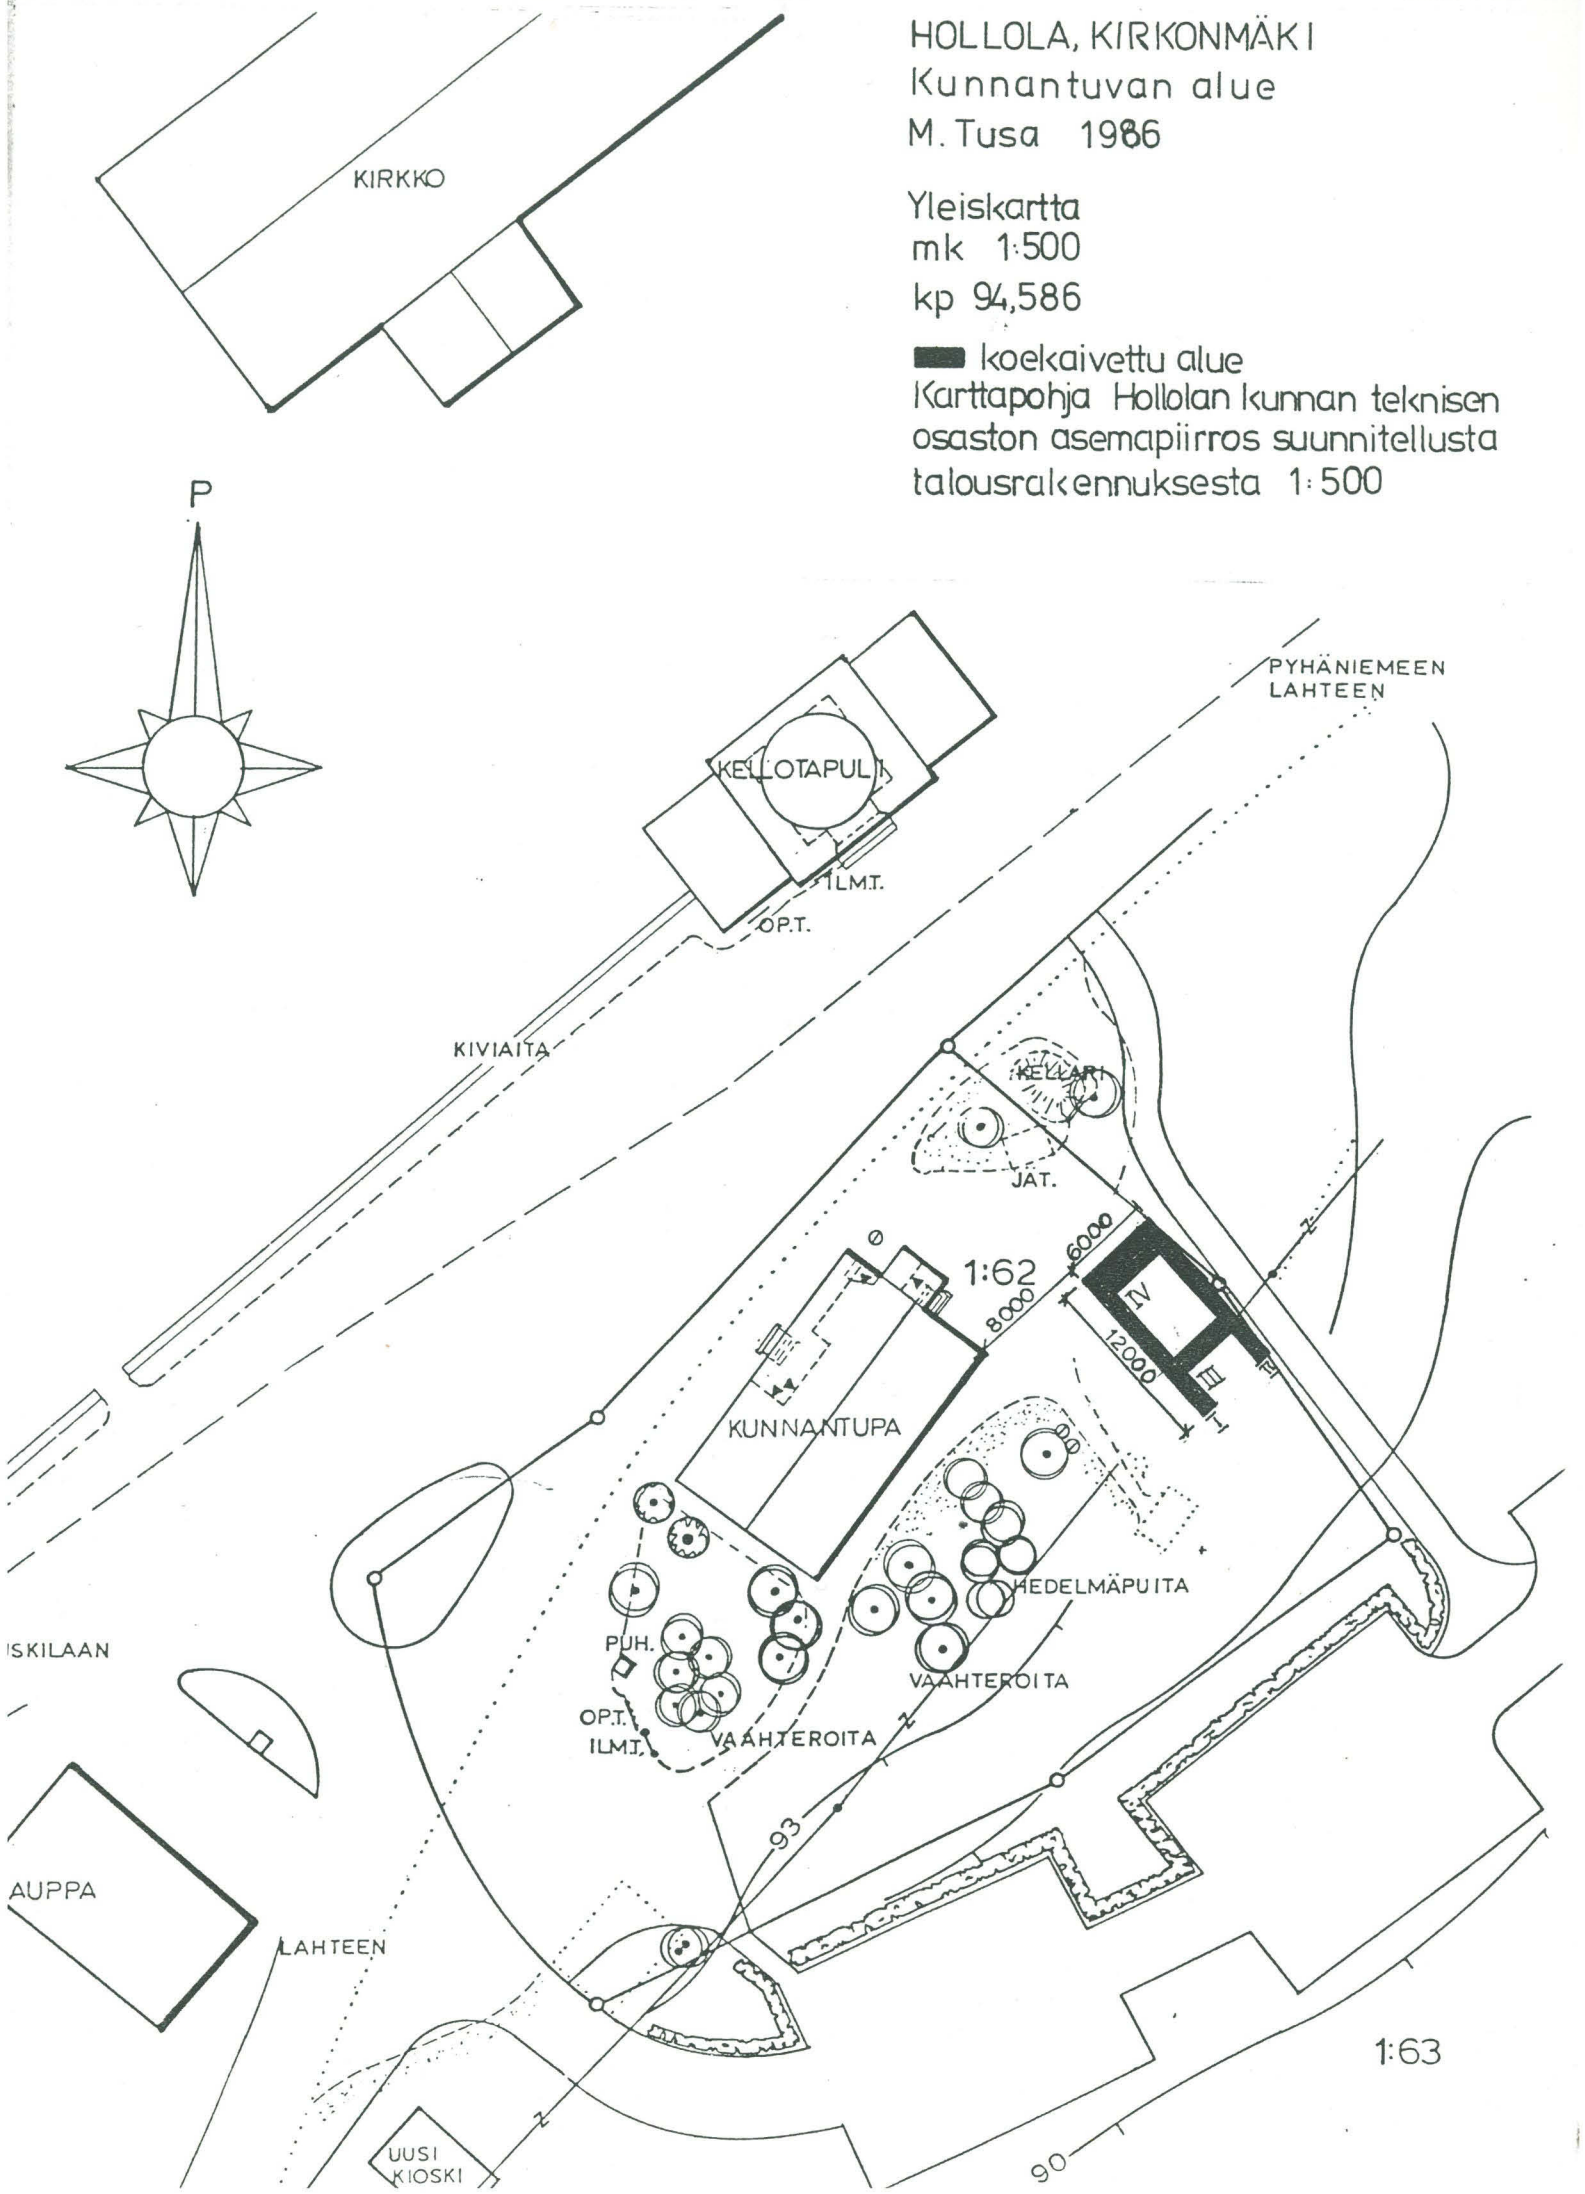 HOLLOLA, KIRKONMÄKI
Kunnantuvan alue
M. Tusa 1986
Yleiskartta
mk 1:500
kp 94,586
koekaivettu alue
Karttapohja Hollolan kunnan teknisen
osaston asemapiirros suunnitellusta
talousrakennuksesta 1:500
KIRKKO
P
PYHÄNIEMEEN
LAHTEEN
KELLOTAPULI
ILM.T.
OP.T.
KIVIAITA
KELLARI
JÄT.
6000
1:62
8000
IV
12000
III
II
I
Z
KUNNANTUPA
HEDELMÄPUITA
PUH.
VAAHTEROITA
OP.T.
ILM.T.
VAAHTEROITA
Z
93
ISKILAAN
AUPPA
LAHTEEN
1:63
Z
UUSI
KIOSKI
90